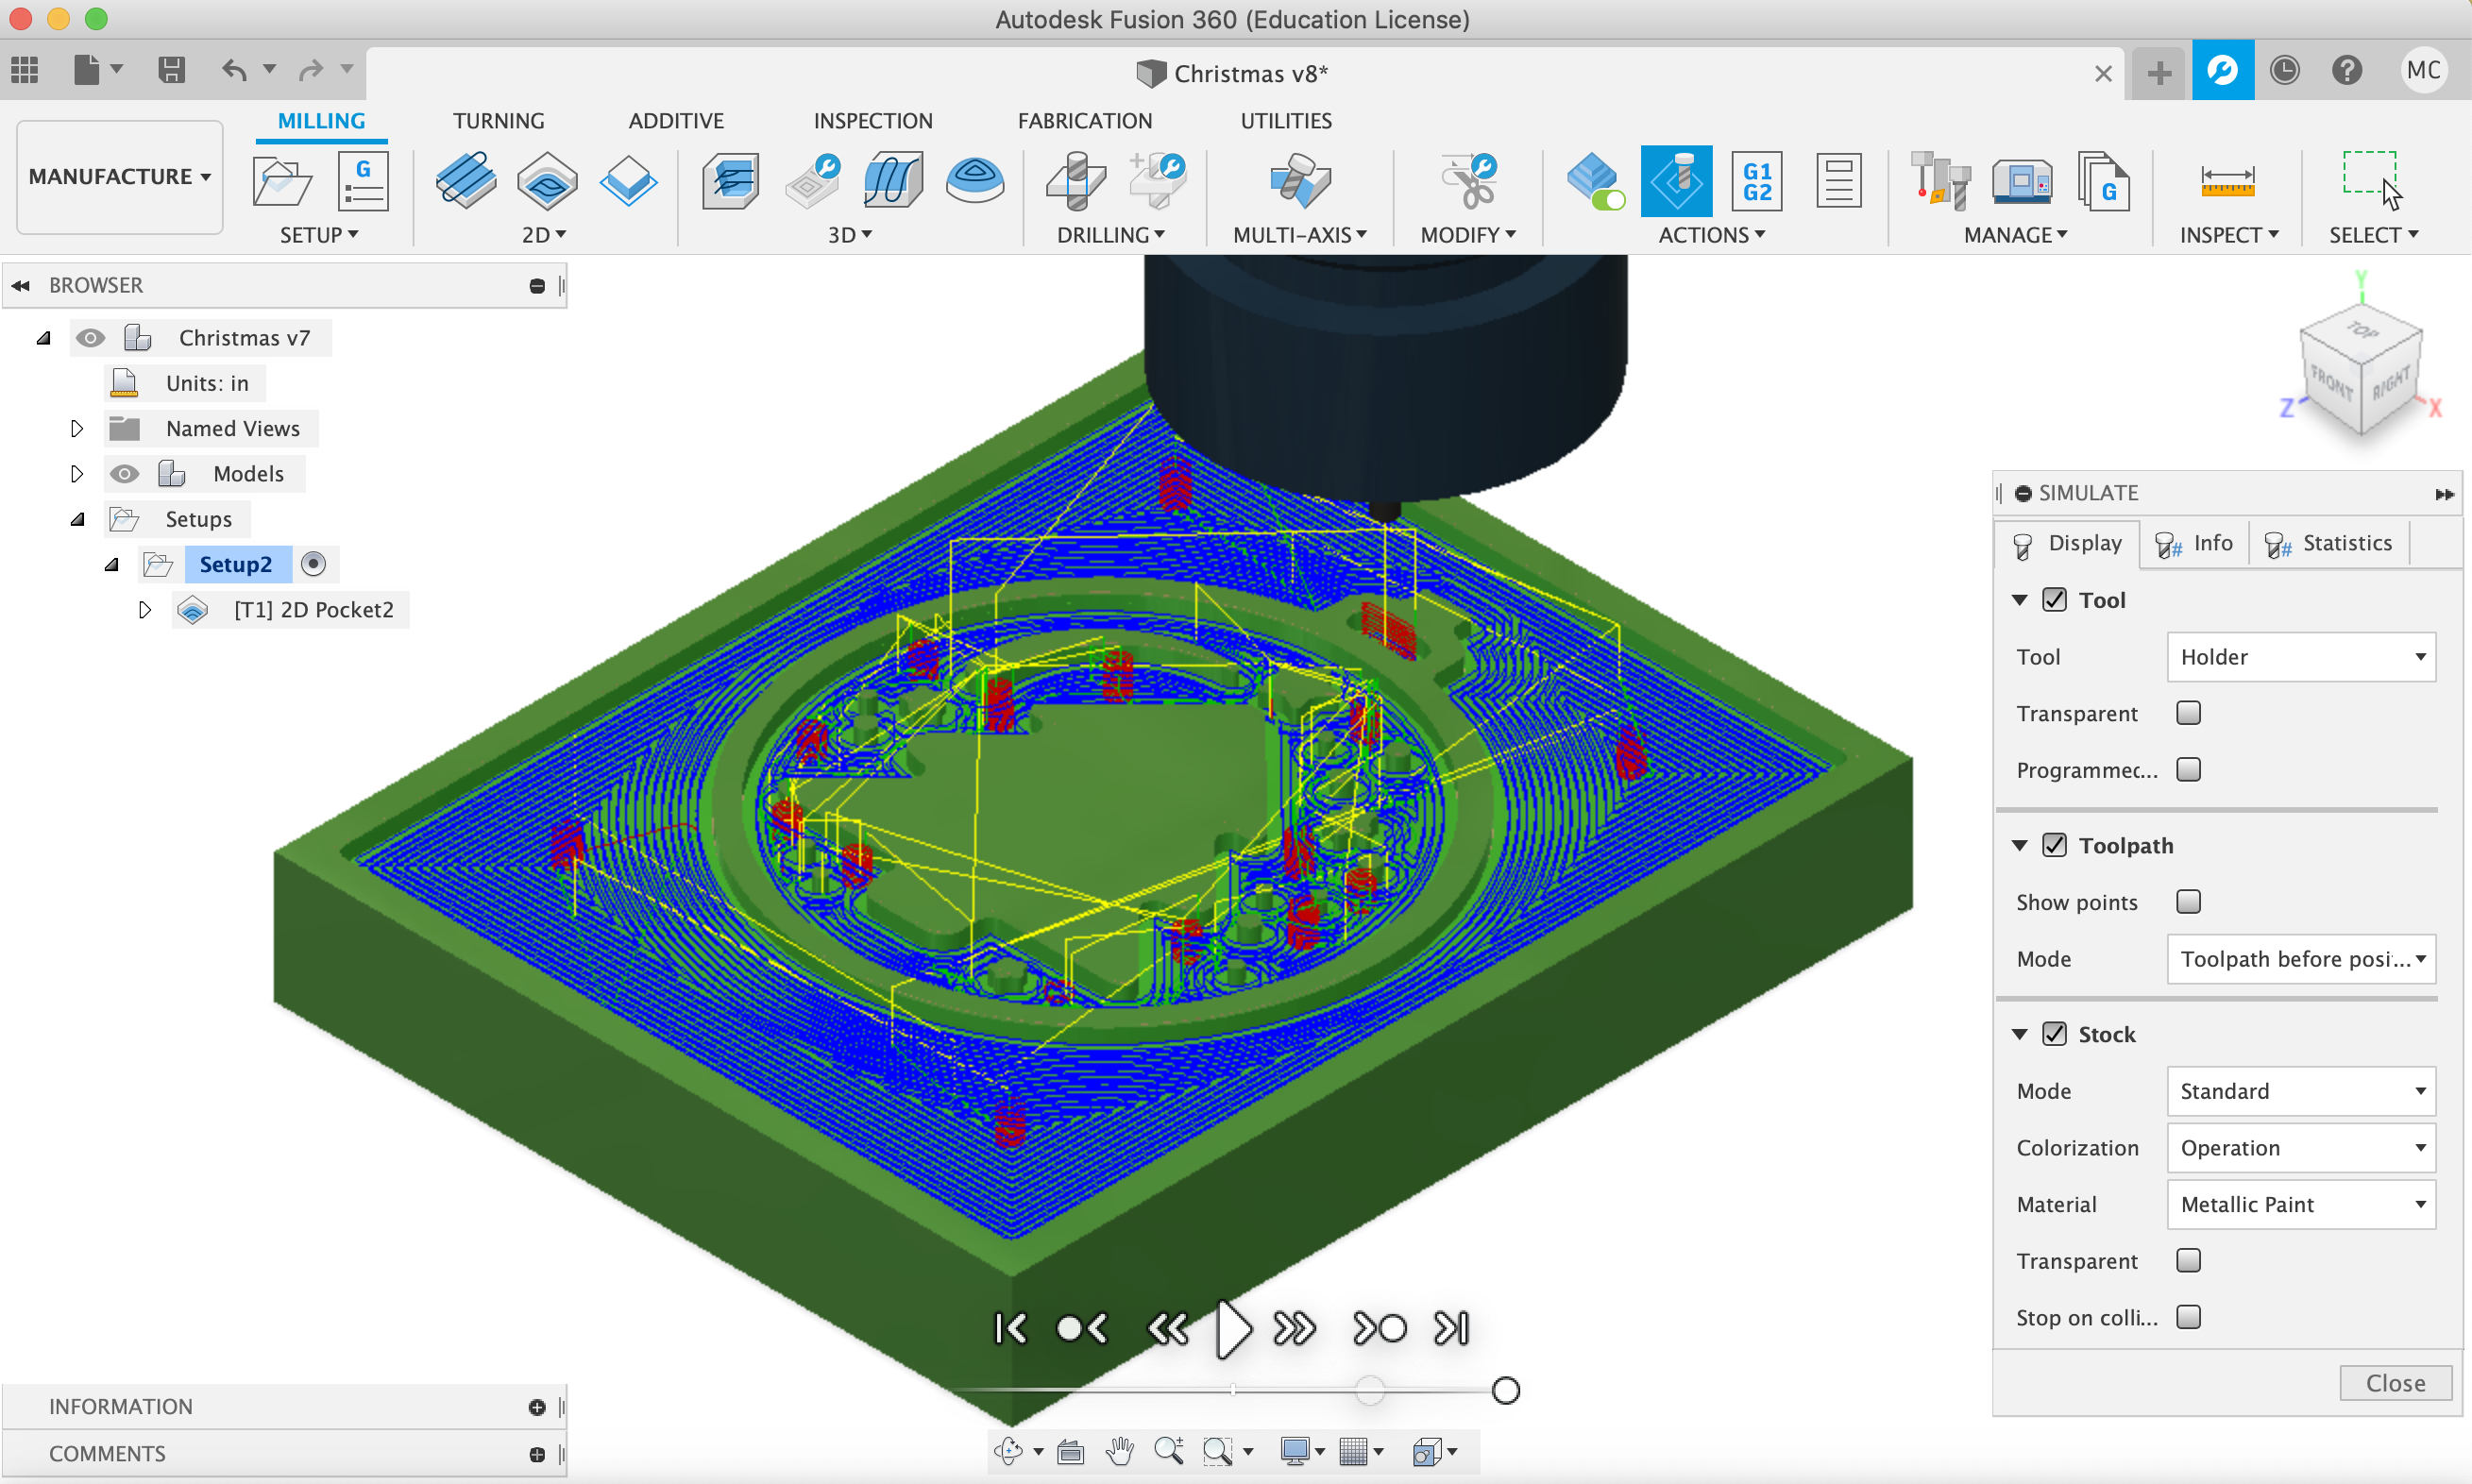 Autodesk Fusion 360 (Education License)
Christmas v8*
MC
MANUFACTURE
MILLING
TURNING
ADDITIVE
INSPECTION
FABRICATION
UTILITIES
G
G1
G2
G
SETUP
2D
3D
DRILLING
MULTI-AXIS
MODIFY
ACTIONS
MANAGE
INSPECT
SELECT
BROWSER
Christmas v7
Units: in
Named Views
Models
Setups
Setup2
[T1] 2D Pocket2
Y
TOP
FRONT
RIGHT
Z
X
SIMULATE
Display
# Info
# Statistics
Tool
Tool Holder
Transparent
Programmec...
Toolpath
Show points
Mode Toolpath before posi...
Stock
Mode Standard
Colorization Operation
Material Metallic Paint
Transparent
Stop on colli...
Close
INFORMATION
COMMENTS